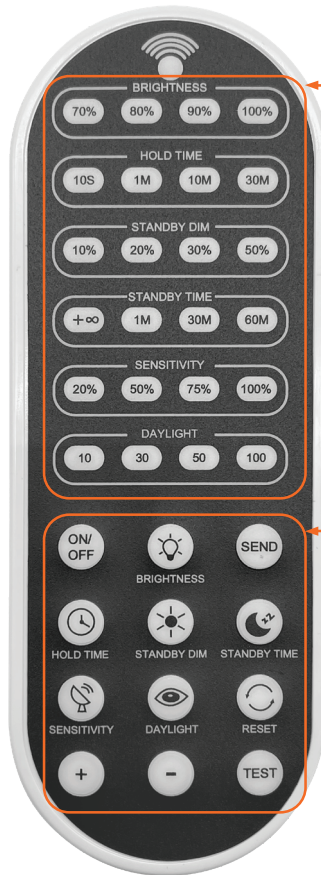 BRIGHTNESS
70% 80% 90% 100%
HOLD TIME
10S 1M 10M 30M
STANDBY DIM
10% 20% 30% 50%
STANDBY TIME
+∞ 1M 30M 60M
SENSITIVITY
20% 50% 75% 100%
DAYLIGHT
10 30 50 100
ON/
OFF
SEND
BRIGHTNESS
HOLD TIME STANDBY DIM STANDBY TIME
SENSITIVITY DAYLIGHT RESET
+ - TEST